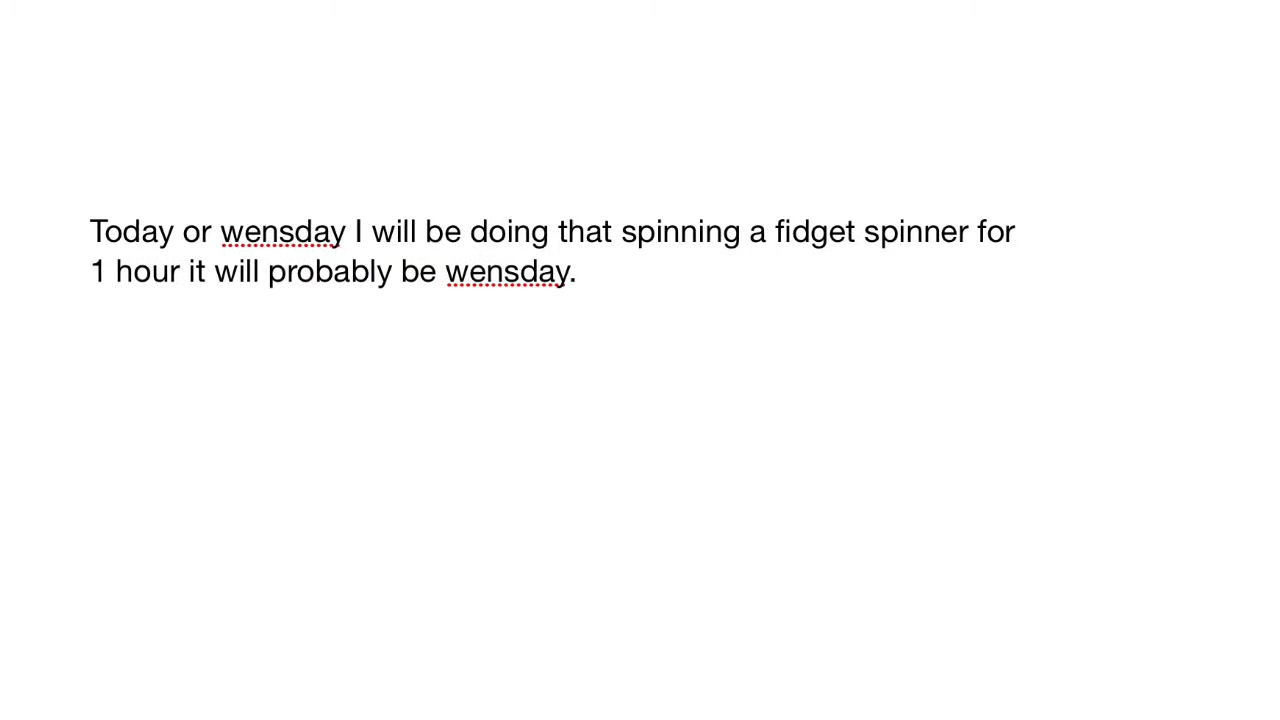 Today or wensday I will be doing that spinning a fidget spinner for
1 hour it will probably be wensday.